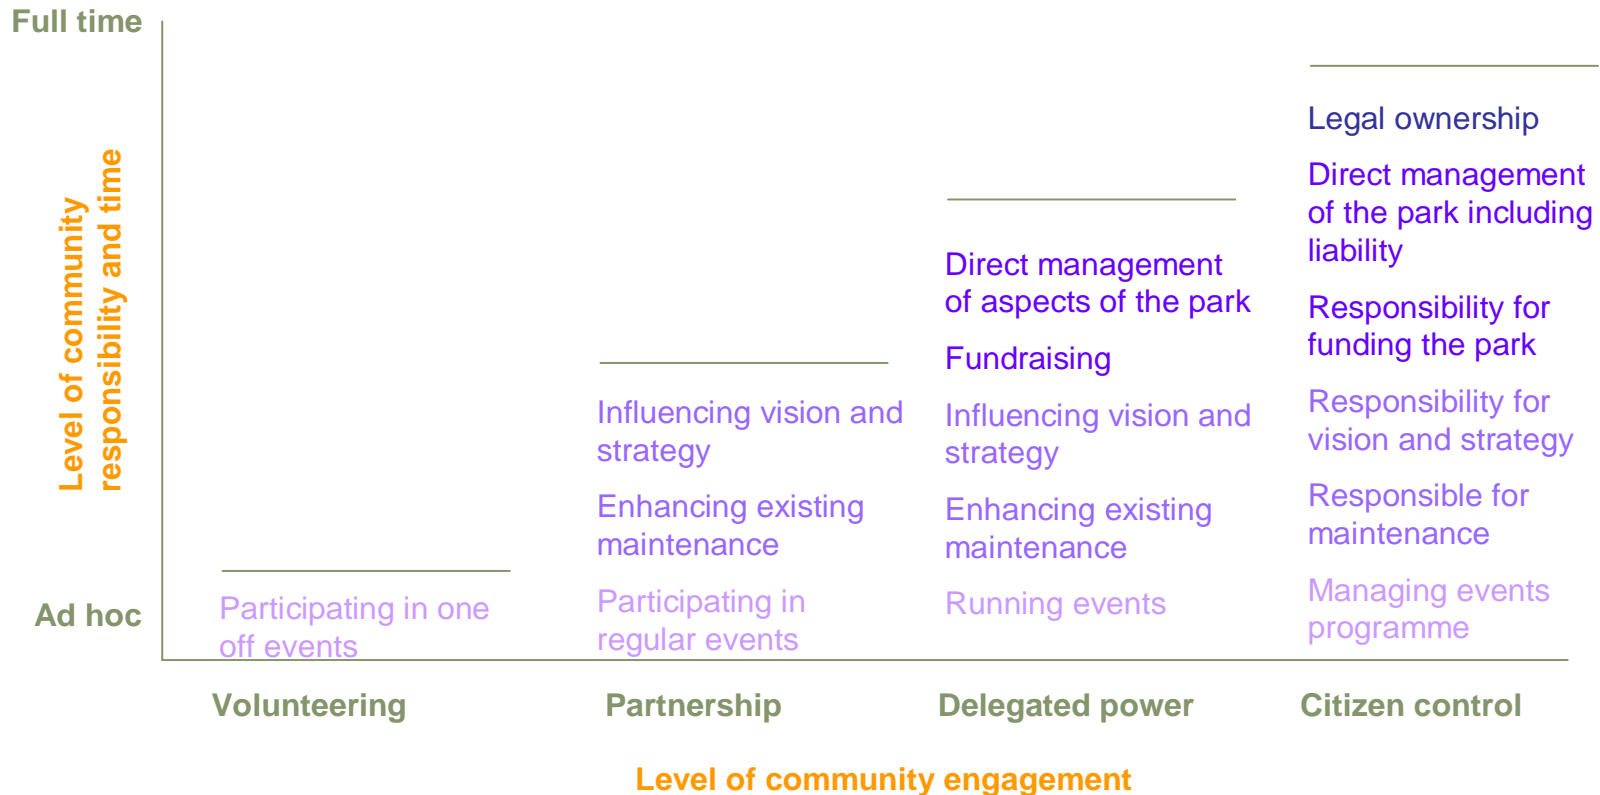 Full time
Level of community
responsibility and time
Ad hoc
Participating in one
off events
Influencing vision and
strategy
Enhancing existing
maintenance
Participating in
regular events
Direct management
of aspects of the park
Fundraising
Influencing vision and
strategy
Enhancing existing
maintenance
Running events
Legal ownership
Direct management
of the park including
liability
Responsibility for
funding the park
Responsibility for
vision and strategy
Responsible for
maintenance
Managing events
programme
Volunteering
Partnership
Delegated power
Citizen control
Level of community engagement